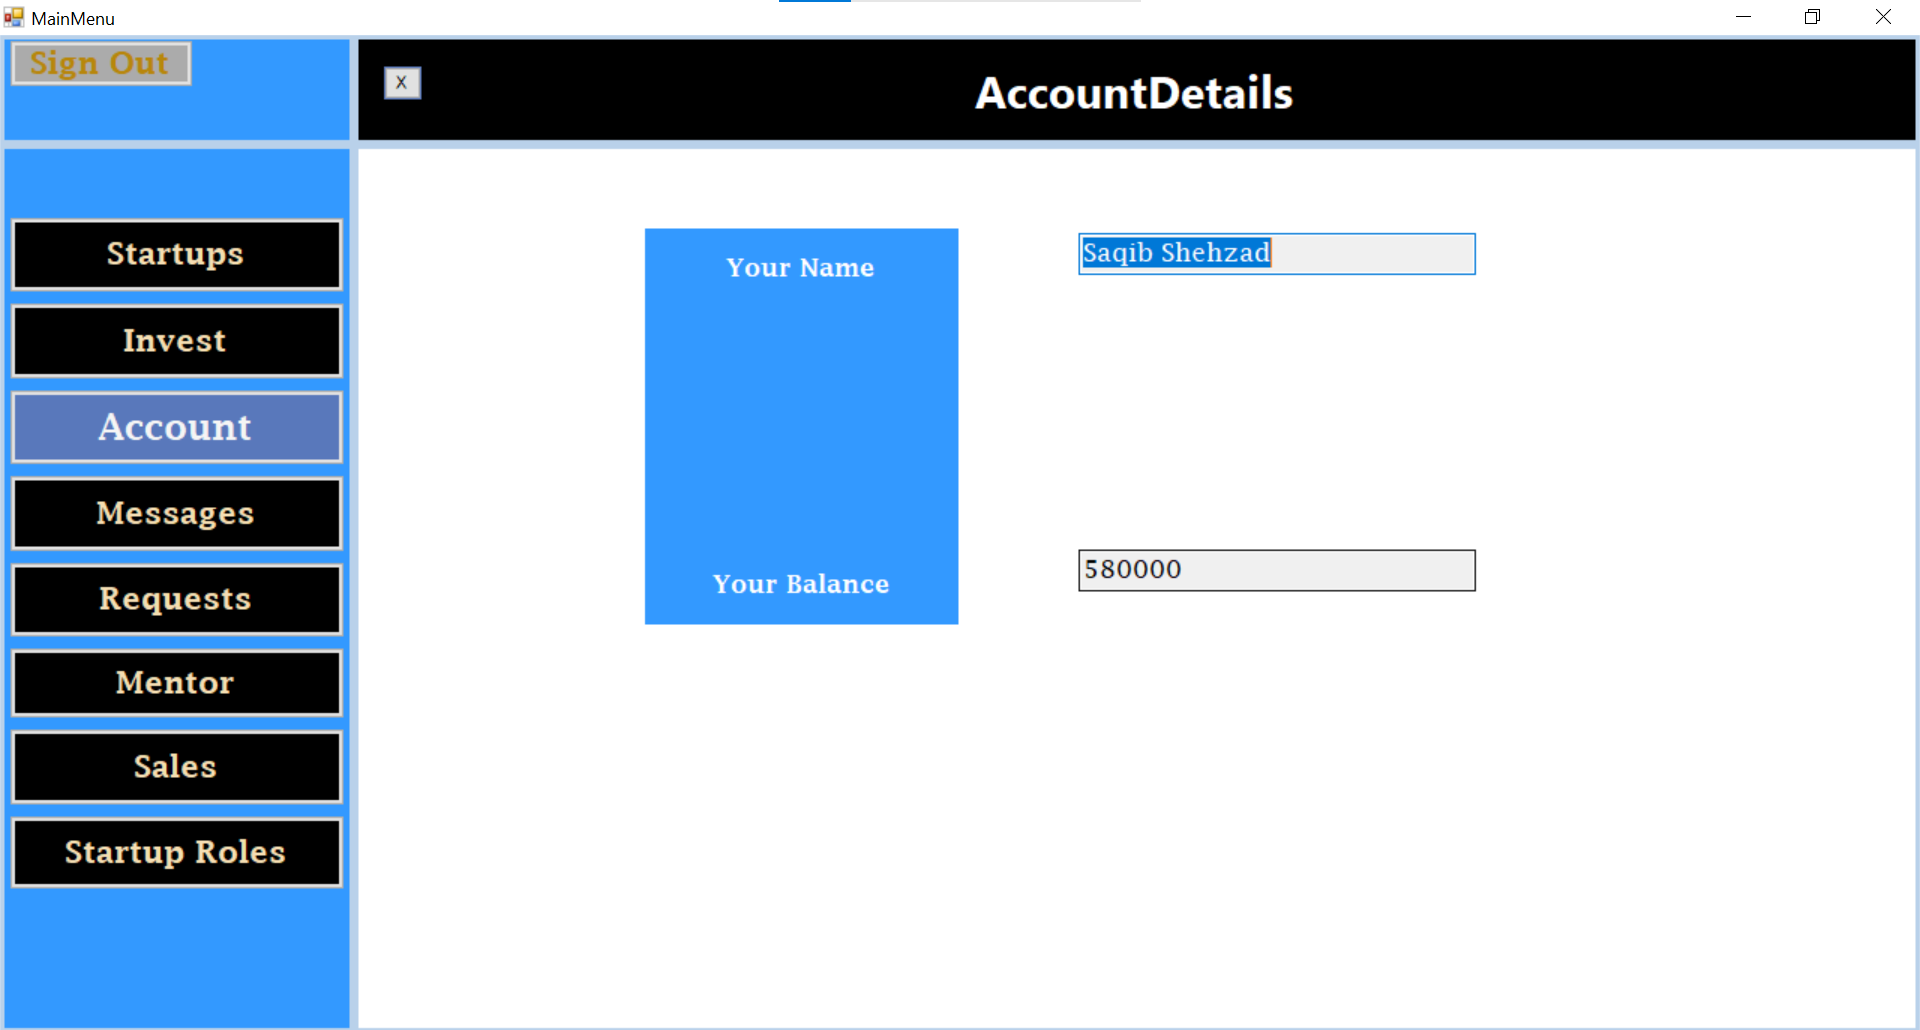 MainMenu
Sign Out
X
AccountDetails
Startups
Invest
Account
Messages
Requests
Mentor
Sales
Startup Roles
Your Name
Saqib Shehzad
Your Balance
580000